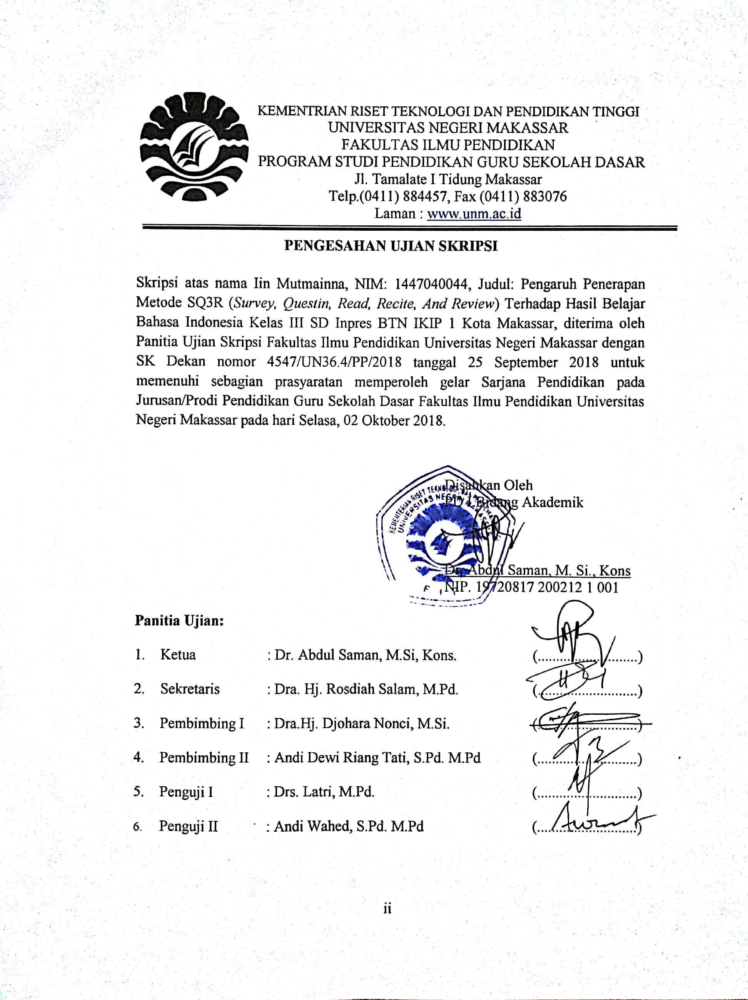 KEMENTRIAN RISET TEKNOLOGI DAN PENDIDIKAN TINGGI
UNIVERSITAS NEGERI MAKASSAR
FAKULTAS ILMU PENDIDIKAN
PROGRAM STUDI PENDIDIKAN GURU SEKOLAH DASAR
Jl. Tamalate I Tidung Makassar
Telp.(0411) 884457, Fax (0411) 883076
Laman : www.unm.ac.id
PENGESAHAN UJIAN SKRIPSI
Skripsi atas nama Iin Mutmainna, NIM: 1447040044, Judul: Pengaruh Penerapan
Metode SQ3R (Survey, Questin, Read, Recite, And Review) Terhadap Hasil Belajar
Bahasa Indonesia Kelas III SD Inpres BTN IKIP 1 Kota Makassar, diterima oleh
Panitia Ujian Skripsi Fakultas Ilmu Pendidikan Universitas Negeri Makassar dengan
SK Dekan nomor 4547/UN36.4/PP/2018 tanggal 25 September 2018 untuk
memenuhi sebagian prasyaratan memperoleh gelar Sarjana Pendidikan pada
Jurusan/Prodi Pendidikan Guru Sekolah Dasar Fakultas Ilmu Pendidikan Universitas
Negeri Makassar pada hari Selasa, 02 Oktober 2018.
Disahkan Oleh
PD I Bidang Akademik
KEMENTERIAN RISET TEKNOLOGI DAN
UNIVERSITAS NEGERI
Dr. Abdul Saman, M. Si., Kons
NIP. 19720817 200212 1 001
Panitia Ujian:
1. Ketua : Dr. Abdul Saman, M.Si, Kons. (..............................)
2. Sekretaris : Dra. Hj. Rosdiah Salam, M.Pd. (..............................)
3. Pembimbing I : Dra.Hj. Djohara Nonci, M.Si. (..............................)
4. Pembimbing II : Andi Dewi Riang Tati, S.Pd. M.Pd (..............................)
5. Penguji I : Drs. Latri, M.Pd. (..............................)
6. Penguji II : Andi Wahed, S.Pd. M.Pd (..............................)
ii